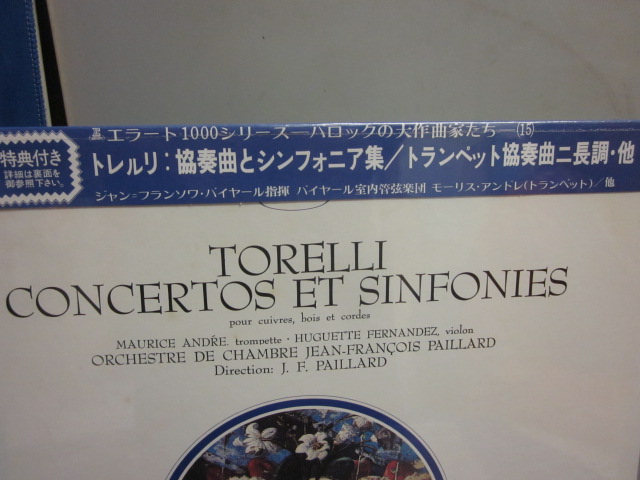 エラート1000シリーズ—バロックの大作曲家たち (15)
特典付き
詳細は裏面を
御参照下さい。
トレルリ:協奏曲とシンフォニア集/トランペット協奏曲ニ長調・他
ジャン=フランソワ・パイヤール指揮 パイヤール室内管弦楽団 モーリス・アンドレ(トランペット)/他
TORELLI
CONCERTOS ET SINFONIES
pour cuivres, bois et cordes
MAURICE ANDRÉ, trompette · HUGUETTE FERNANDEZ, violon
ORCHESTRE DE CHAMBRE JEAN-FRANÇOIS PAILLARD
Direction: J. F. PAILLARD